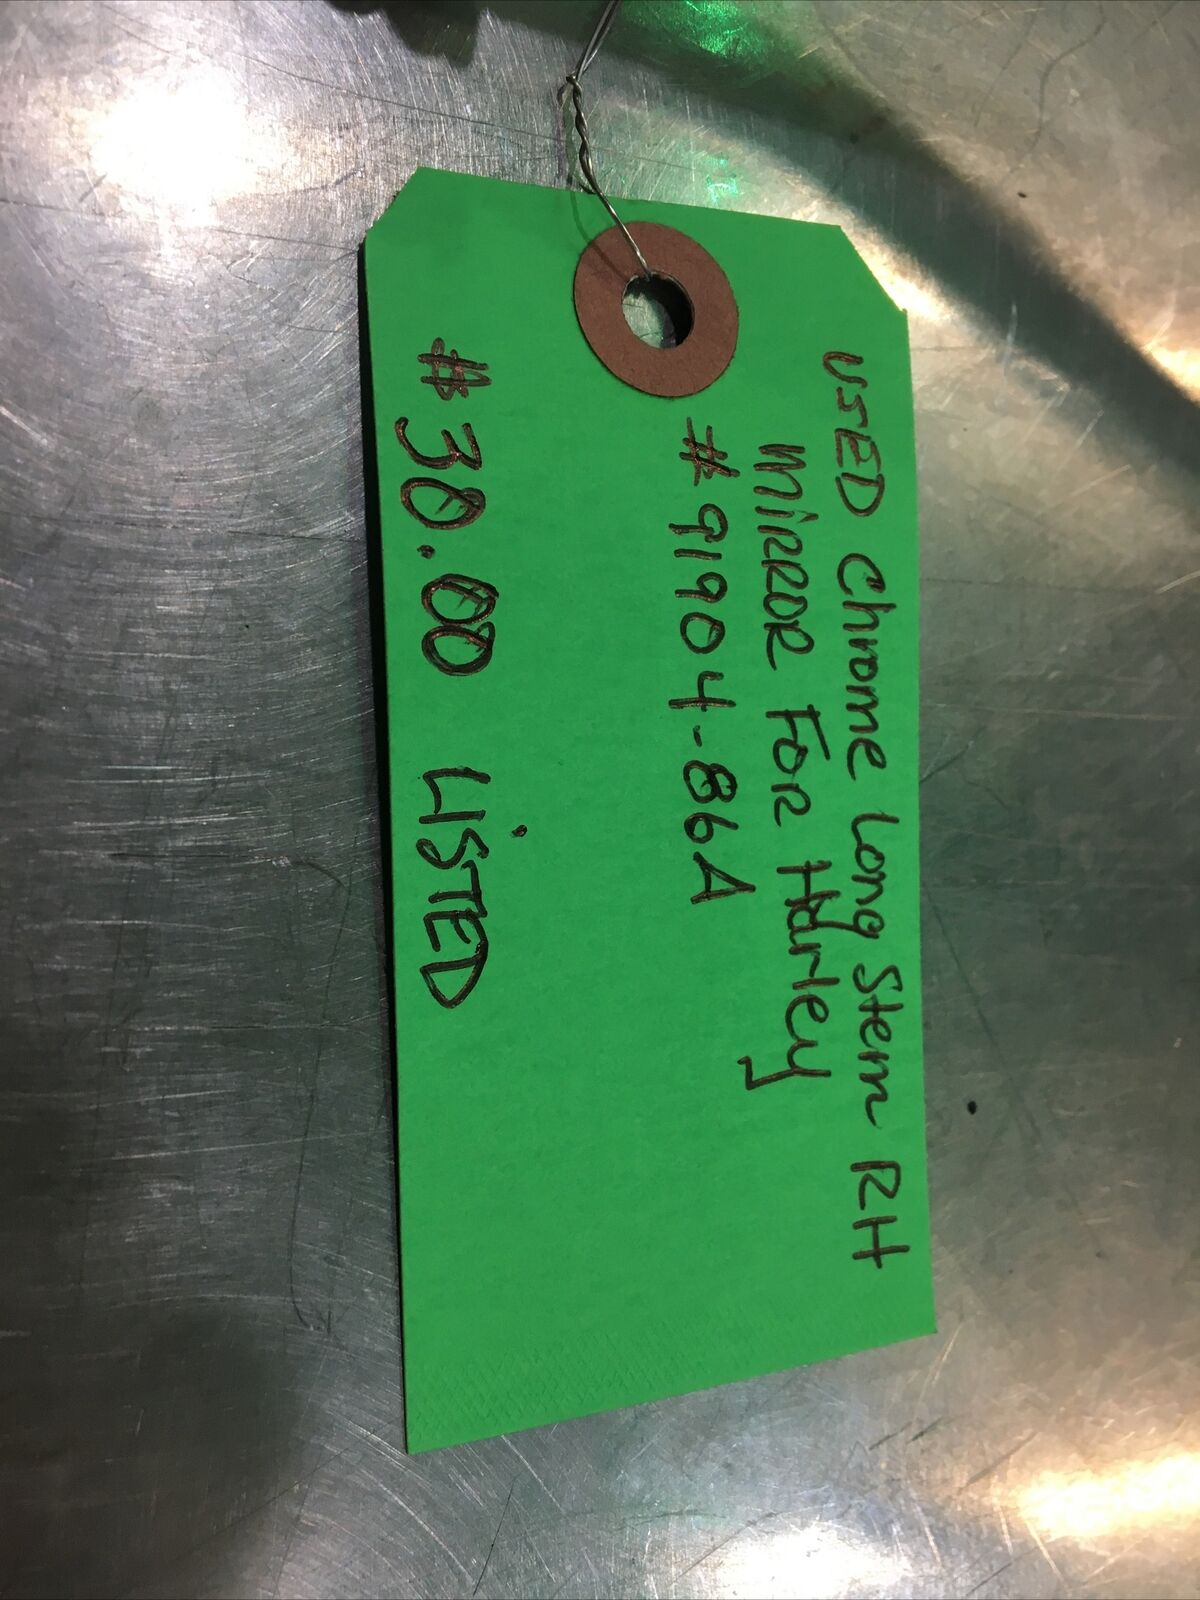 USED Chrome Long Stem RH
MIRROR FOR Harley
#91904-86A
$30.00 LISTED